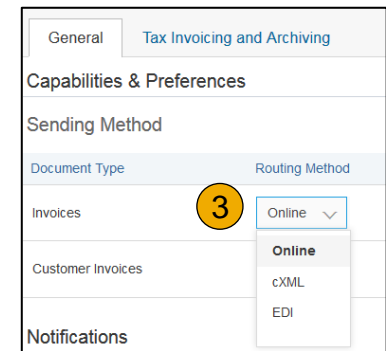 General Tax Invoicing and Archiving
Capabilities & Preferences
Sending Method
Document Type Routing Method
Invoices 3 Online
Online
Customer Invoices cXML
EDI
Notifications